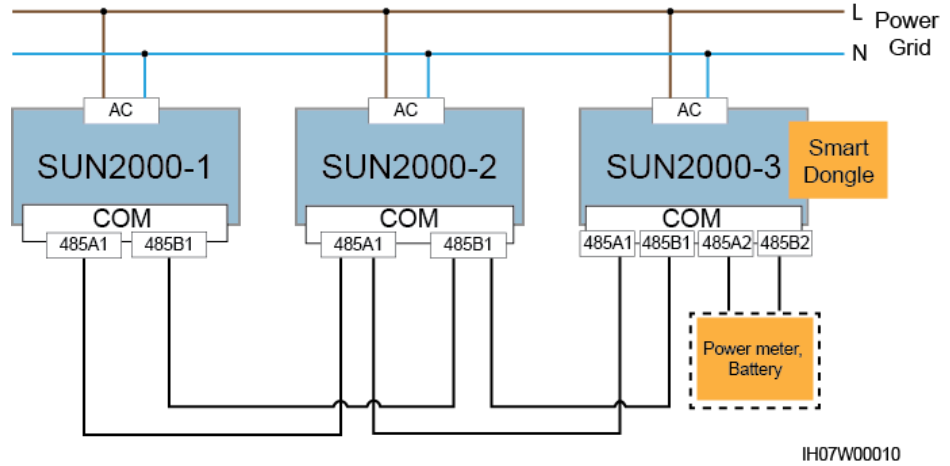 L Power
N Grid
AC
AC
AC
SUN2000-1
SUN2000-2
SUN2000-3
Smart
Dongle
COM
COM
COM
485A1
485B1
485A1
485B1
485A1
485B1
485A2
485B2
Power meter,
Battery
IH07W00010